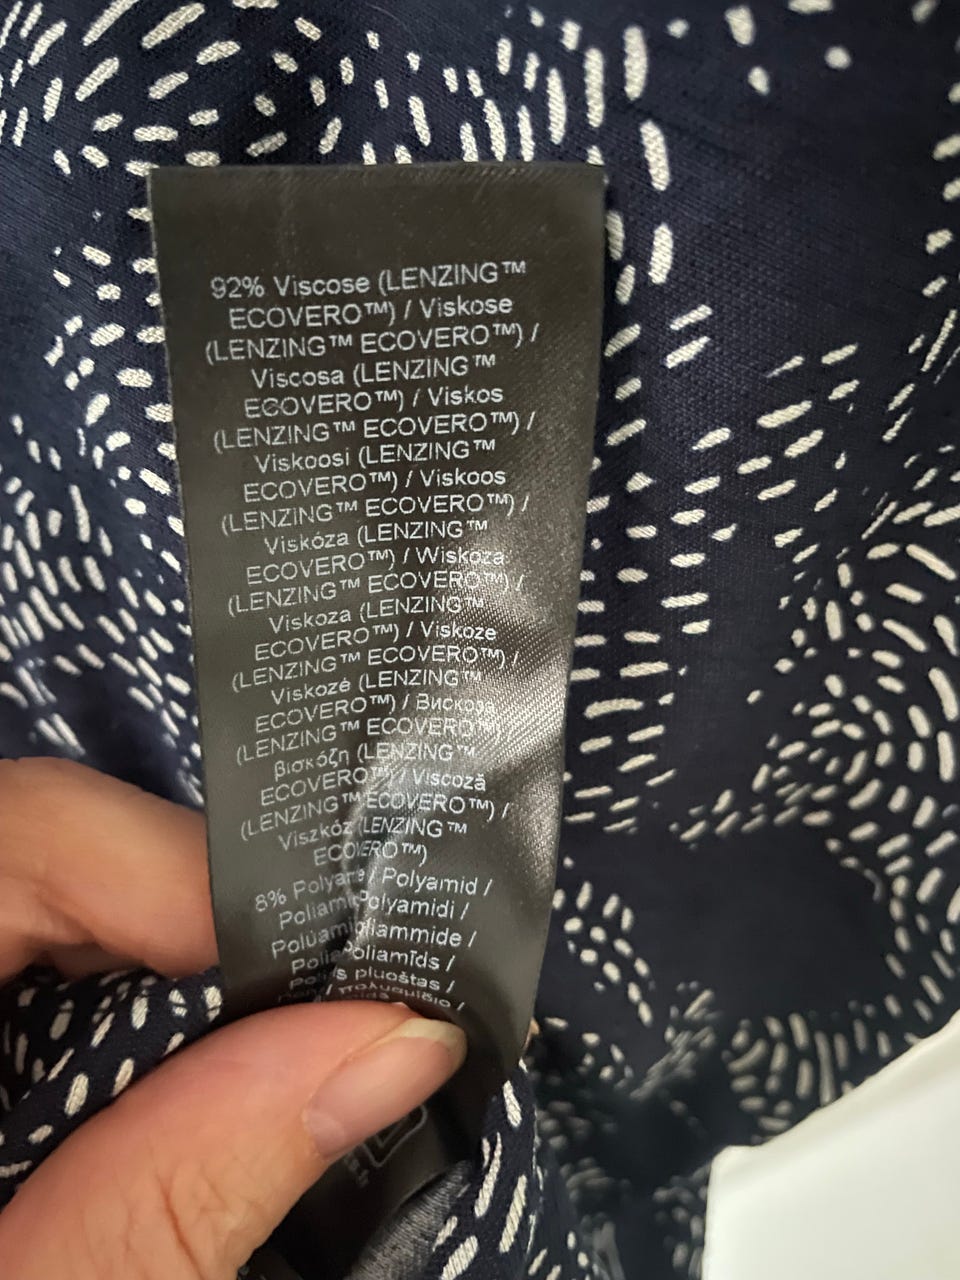 92% Viscose (LENZING™
ECOVERO™) / Viskose
(LENZING™ ECOVERO™) /
Viscosa (LENZING™
ECOVERO™) / Viskos
(LENZING™ ECOVERO™) /
Viskoosi (LENZING™
ECOVERO™) / Viskoos
(LENZING™ ECOVERO™) /
Viskóza (LENZING™
ECOVERO™) / Wiskoza
(LENZING™ ECOVERO™) /
Viskoza (LENZING™
ECOVERO™) / Viskoze
(LENZING™ ECOVERO™) /
Viskozė (LENZING™
ECOVERO™) / Вискоза
(LENZING™ ECOVERO™) /
βισκόζη (LENZING™
ECOVERO™) / Viscoză
(LENZING™ ECOVERO™) /
Viszkóz (LENZING™
ECOVERO™)
8% / Polyamid /
Polyamidi /
/
/
pluoštas /
/ πολυαμίδιο /